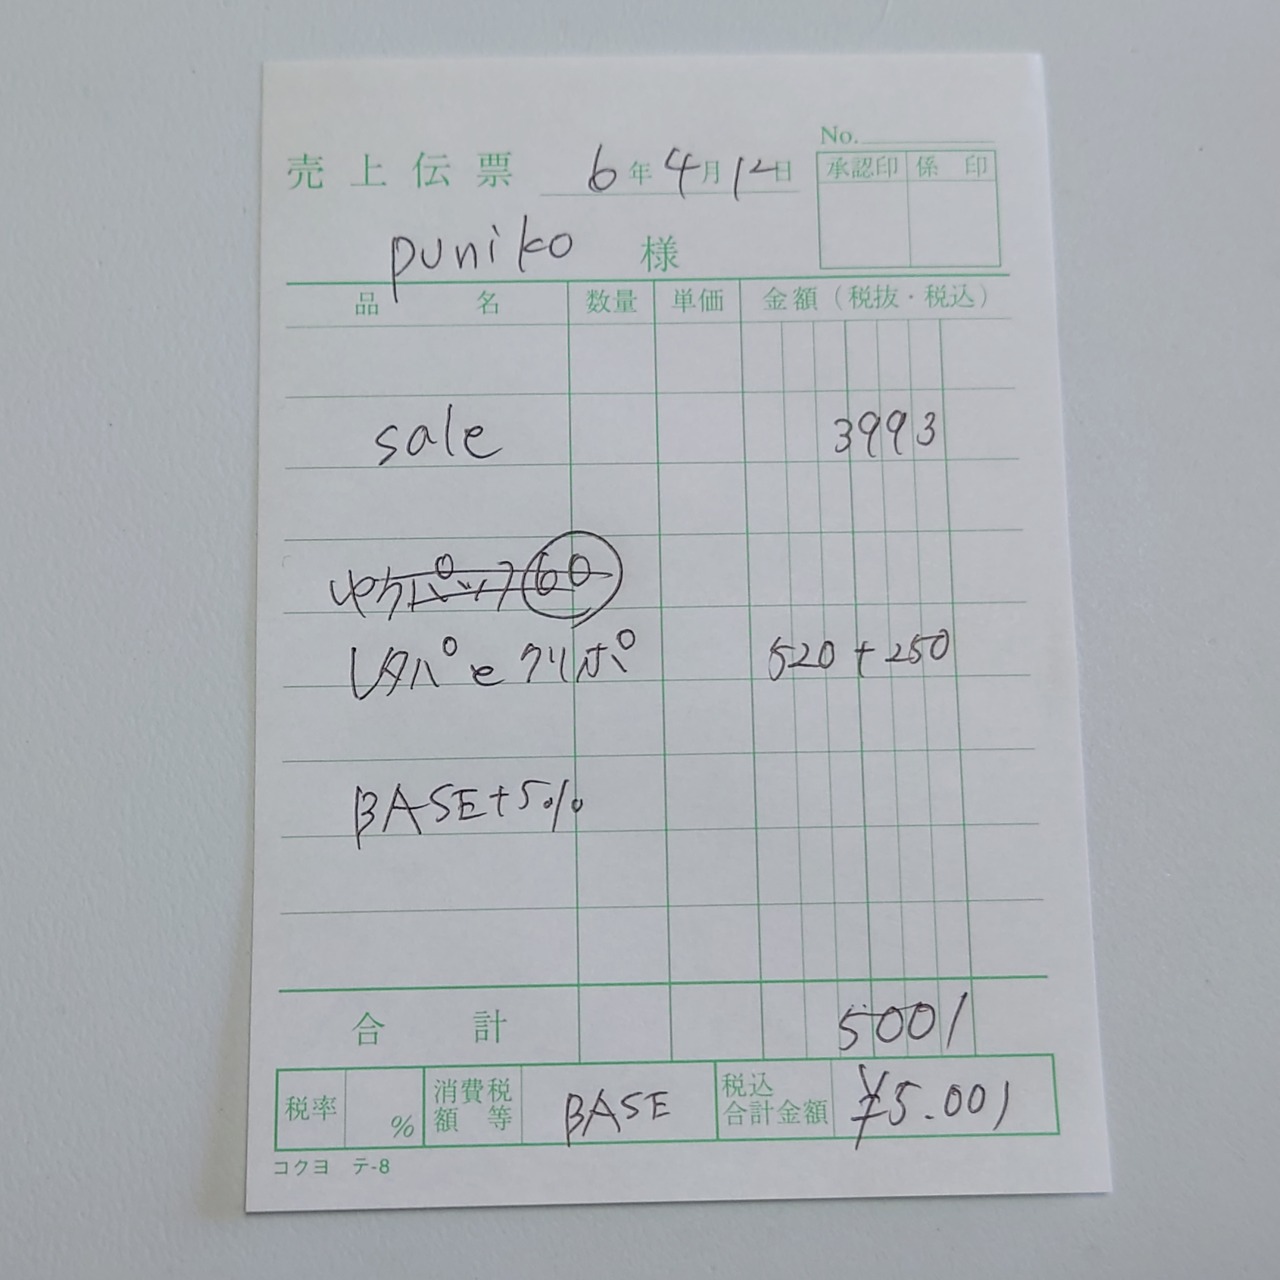 No.
売上伝票 6年4月12日
承認印 係印
puniko 様
品名 数量 単価 金額(税抜・税込)
sale 3993
ゆうパック60
レタパとクリポ 520+250
BASE+5%
合計 5001
税率 % 消費税額等 BASE 税込合計金額 ¥5.001
コクヨ テ-8